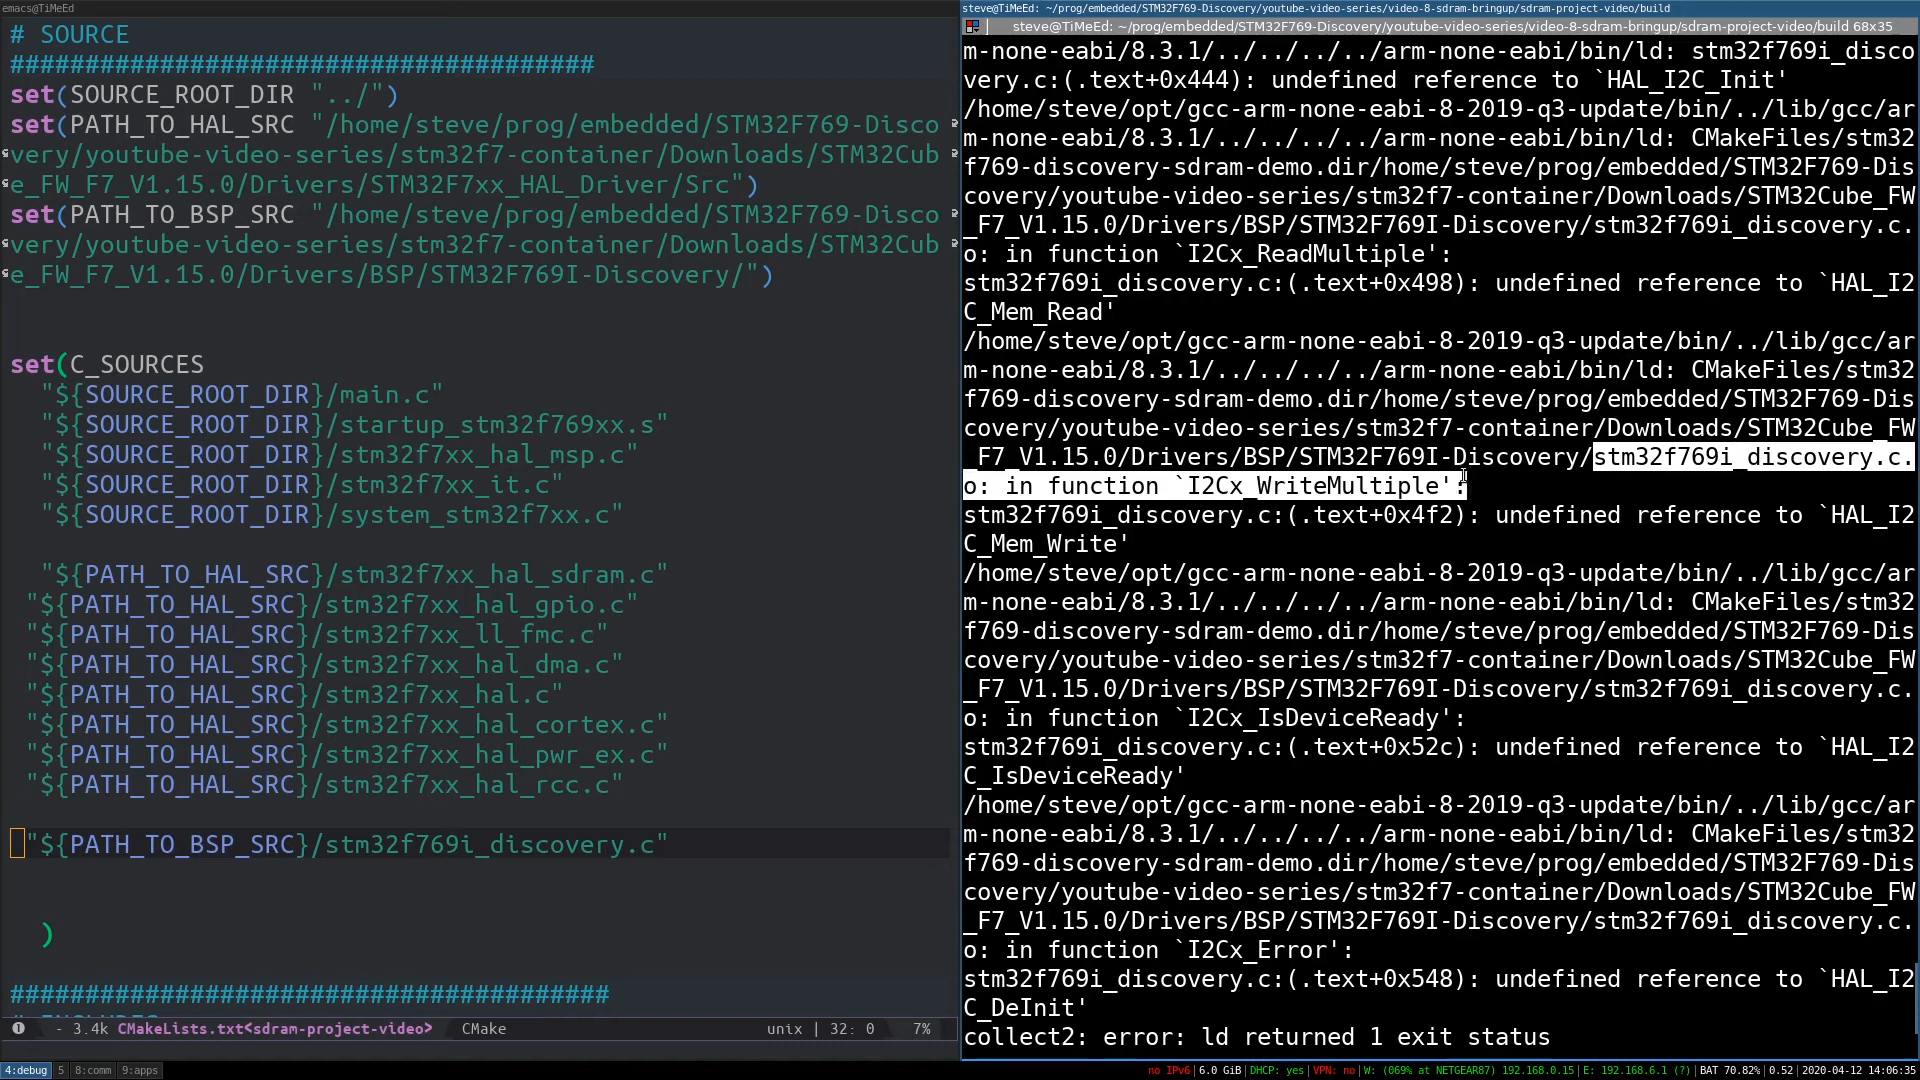 emacs@TiMeEd
# SOURCE
#######################################
set(SOURCE_ROOT_DIR "../")
set(PATH_TO_HAL_SRC "/home/steve/prog/embedded/STM32F769-Disco
very/youtube-video-series/stm32f7-container/Downloads/STM32Cub
e_FW_F7_V1.15.0/Drivers/STM32F7xx_HAL_Driver/Src")
set(PATH_TO_BSP_SRC "/home/steve/prog/embedded/STM32F769-Disco
very/youtube-video-series/stm32f7-container/Downloads/STM32Cub
e_FW_F7_V1.15.0/Drivers/BSP/STM32F769I-Discovery/")
set(C_SOURCES
"${SOURCE_ROOT_DIR}/main.c"
"${SOURCE_ROOT_DIR}/startup_stm32f769xx.s"
"${SOURCE_ROOT_DIR}/stm32f7xx_hal_msp.c"
"${SOURCE_ROOT_DIR}/stm32f7xx_it.c"
"${SOURCE_ROOT_DIR}/system_stm32f7xx.c"
"${PATH_TO_HAL_SRC}/stm32f7xx_hal_sdram.c"
"${PATH_TO_HAL_SRC}/stm32f7xx_hal_gpio.c"
"${PATH_TO_HAL_SRC}/stm32f7xx_ll_fmc.c"
"${PATH_TO_HAL_SRC}/stm32f7xx_hal_dma.c"
"${PATH_TO_HAL_SRC}/stm32f7xx_hal.c"
"${PATH_TO_HAL_SRC}/stm32f7xx_hal_cortex.c"
"${PATH_TO_HAL_SRC}/stm32f7xx_hal_pwr_ex.c"
"${PATH_TO_HAL_SRC}/stm32f7xx_hal_rcc.c"
"${PATH_TO_BSP_SRC}/stm32f769i_discovery.c"
)
########################################
- 3.4k CMakeLists.txt<sdram-project-video> CMake unix | 32: 0 7%
steve@TiMeEd: ~/prog/embedded/STM32F769-Discovery/youtube-video-series/video-8-sdram-bringup/sdram-project-video/build
steve@TiMeEd: ~/prog/embedded/STM32F769-Discovery/youtube-video-series/video-8-sdram-bringup/sdram-project-video/build 68x35
m-none-eabi/8.3.1/../../../../arm-none-eabi/bin/ld: stm32f769i_disco
very.c:(.text+0x444): undefined reference to `HAL_I2C_Init'
/home/steve/opt/gcc-arm-none-eabi-8-2019-q3-update/bin/../lib/gcc/ar
m-none-eabi/8.3.1/../../../../arm-none-eabi/bin/ld: CMakeFiles/stm32
f769-discovery-sdram-demo.dir/home/steve/prog/embedded/STM32F769-Dis
covery/youtube-video-series/stm32f7-container/Downloads/STM32Cube_FW
_F7_V1.15.0/Drivers/BSP/STM32F769I-Discovery/stm32f769i_discovery.c.
o: in function `I2Cx_ReadMultiple':
stm32f769i_discovery.c:(.text+0x498): undefined reference to `HAL_I2
C_Mem_Read'
/home/steve/opt/gcc-arm-none-eabi-8-2019-q3-update/bin/../lib/gcc/ar
m-none-eabi/8.3.1/../../../../arm-none-eabi/bin/ld: CMakeFiles/stm32
f769-discovery-sdram-demo.dir/home/steve/prog/embedded/STM32F769-Dis
covery/youtube-video-series/stm32f7-container/Downloads/STM32Cube_FW
_F7_V1.15.0/Drivers/BSP/STM32F769I-Discovery/stm32f769i_discovery.c.
o: in function `I2Cx_WriteMultiple':
stm32f769i_discovery.c:(.text+0x4f2): undefined reference to `HAL_I2
C_Mem_Write'
/home/steve/opt/gcc-arm-none-eabi-8-2019-q3-update/bin/../lib/gcc/ar
m-none-eabi/8.3.1/../../../../arm-none-eabi/bin/ld: CMakeFiles/stm32
f769-discovery-sdram-demo.dir/home/steve/prog/embedded/STM32F769-Dis
covery/youtube-video-series/stm32f7-container/Downloads/STM32Cube_FW
_F7_V1.15.0/Drivers/BSP/STM32F769I-Discovery/stm32f769i_discovery.c.
o: in function `I2Cx_IsDeviceReady':
stm32f769i_discovery.c:(.text+0x52c): undefined reference to `HAL_I2
C_IsDeviceReady'
/home/steve/opt/gcc-arm-none-eabi-8-2019-q3-update/bin/../lib/gcc/ar
m-none-eabi/8.3.1/../../../../arm-none-eabi/bin/ld: CMakeFiles/stm32
f769-discovery-sdram-demo.dir/home/steve/prog/embedded/STM32F769-Dis
covery/youtube-video-series/stm32f7-container/Downloads/STM32Cube_FW
_F7_V1.15.0/Drivers/BSP/STM32F769I-Discovery/stm32f769i_discovery.c.
o: in function `I2Cx_Error':
stm32f769i_discovery.c:(.text+0x548): undefined reference to `HAL_I2
C_DeInit'
collect2: error: ld returned 1 exit status
4:debug 5 8:comm 9:apps
no IPv6|6.0 GiB|DHCP: yes|VPN: no|W: (069% at NETGEAR87) 192.168.0.15|E: 192.168.6.1 (?)|BAT 70.82%|0.52|2020-04-12 14:06:35